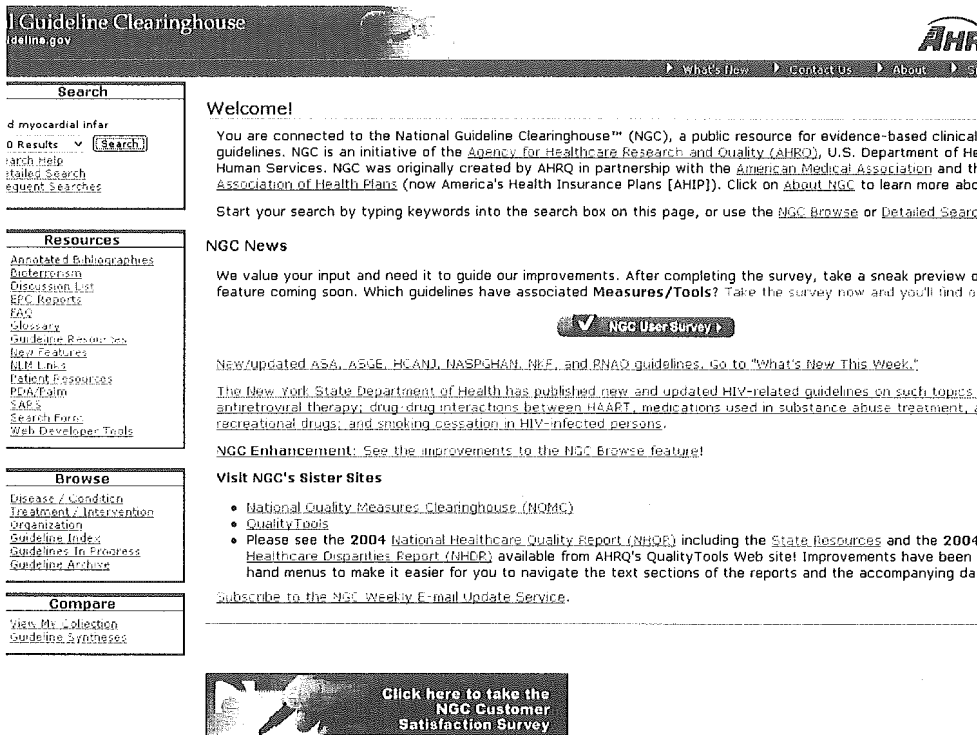 l Guideline Clearinghouse
ideline.gov
AHR
What's New Contact Us About
Search
d myocardial infar
0 Results Search
earch Help
etailed Search
equent Searches
Resources
Annotated Bibliographies
Bioterrorism
Discussion List
EPC Reports
FAQ
Glossary
Guideline Resources
New Features
NLM Links
Patient Resources
PDA/Palm
SARS
Search Form
Web Developer Tools
Browse
Disease / Condition
Treatment / Intervention
Organization
Guideline Index
Guidelines In Progress
Guideline Archive
Compare
View My Collection
Guideline Syntheses
Welcome!
You are connected to the National Guideline Clearinghouse™ (NGC), a public resource for evidence-based clinical
guidelines. NGC is an initiative of the Agency for Healthcare Research and Quality (AHRQ), U.S. Department of He
Human Services. NGC was originally created by AHRQ in partnership with the American Medical Association and th
Association of Health Plans (now America's Health Insurance Plans [AHIP]). Click on About NGC to learn more abo
Start your search by typing keywords into the search box on this page, or use the NGC Browse or Detailed Searc
NGC News
We value your input and need it to guide our improvements. After completing the survey, take a sneak preview o
feature coming soon. Which guidelines have associated Measures/Tools? Take the survey now and you'll find o
NGC User Survey
New/updated ASA, ASGE, HCANJ, NASPGHAN, NKF, and RNAO guidelines. Go to "What's New This Week."
The New York State Department of Health has published new and updated HIV-related guidelines on such topics
antiretroviral therapy; drug-drug interactions between HAART, medications used in substance abuse treatment, a
recreational drugs; and smoking cessation in HIV-infected persons.
NGC Enhancement: See the improvements to the NGC Browse feature!
Visit NGC's Sister Sites
• National Quality Measures Clearinghouse (NQMC)
• QualityTools
• Please see the 2004 National Healthcare Quality Report (NHQR) including the State Resources and the 2004
Healthcare Disparities Report (NHDR) available from AHRQ's QualityTools Web site! Improvements have been
hand menus to make it easier for you to navigate the text sections of the reports and the accompanying da
Subscribe to the NGC Weekly E-mail Update Service.
Click here to take the
NGC Customer
Satisfaction Survey